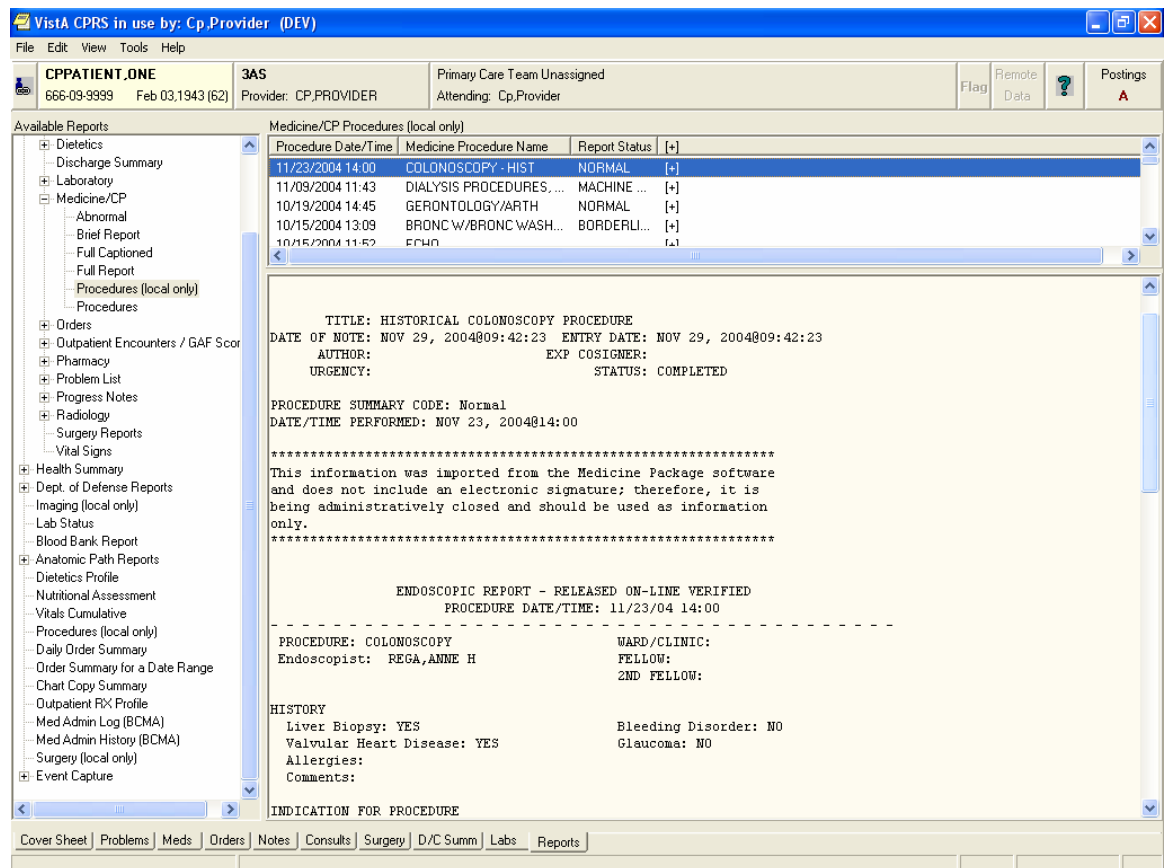 VistA CPRS in use by: Cp,Provider (DEV)
File Edit View Tools Help
CPPATIENT,ONE
666-09-9999 Feb 03,1943 (62)
3AS
Provider: CP,PROVIDER
Primary Care Team Unassigned
Attending: Cp,Provider
Flag
Remote
Data
?
Postings
A
Available Reports
Dietetics
Discharge Summary
Laboratory
Medicine/CP
Abnormal
Brief Report
Full Captioned
Full Report
Procedures (local only)
Procedures
Orders
Outpatient Encounters / GAF Scor
Pharmacy
Problem List
Progress Notes
Radiology
Surgery Reports
Vital Signs
Health Summary
Dept. of Defense Reports
Imaging (local only)
Lab Status
Blood Bank Report
Anatomic Path Reports
Dietetics Profile
Nutritional Assessment
Vitals Cumulative
Procedures (local only)
Daily Order Summary
Order Summary for a Date Range
Chart Copy Summary
Outpatient RX Profile
Med Admin Log (BCMA)
Med Admin History (BCMA)
Surgery (local only)
Event Capture
Medicine/CP Procedures (local only)
Procedure Date/Time Medicine Procedure Name Report Status [+]
11/23/2004 14:00 COLONOSCOPY - HIST NORMAL [+]
11/09/2004 11:43 DIALYSIS PROCEDURES, ... MACHINE ... [+]
10/19/2004 14:45 GERONTOLOGY/ARTH NORMAL [+]
10/15/2004 13:09 BRONC W/BRONC WASH... BORDERLI... [+]
10/15/2004 11:52 ECHO [+]
TITLE: HISTORICAL COLONOSCOPY PROCEDURE
DATE OF NOTE: NOV 29, 2004@09:42:23 ENTRY DATE: NOV 29, 2004@09:42:23
AUTHOR: EXP COSIGNER:
URGENCY: STATUS: COMPLETED
PROCEDURE SUMMARY CODE: Normal
DATE/TIME PERFORMED: NOV 23, 2004@14:00
***************************************************************
This information was imported from the Medicine Package software
and does not include an electronic signature; therefore, it is
being administratively closed and should be used as information
only.
***************************************************************
ENDOSCOPIC REPORT - RELEASED ON-LINE VERIFIED
PROCEDURE DATE/TIME: 11/23/04 14:00
- - - - - - - - - - - - - - - - - - - - - - - - - - - - - - - - - - - - - - -
PROCEDURE: COLONOSCOPY WARD/CLINIC:
Endoscopist: REGA,ANNE H FELLOW:
2ND FELLOW:
HISTORY
Liver Biopsy: YES Bleeding Disorder: NO
Valvular Heart Disease: YES Glaucoma: NO
Allergies:
Comments:
INDICATION FOR PROCEDURE
Cover Sheet Problems Meds Orders Notes Consults Surgery D/C Summ Labs Reports